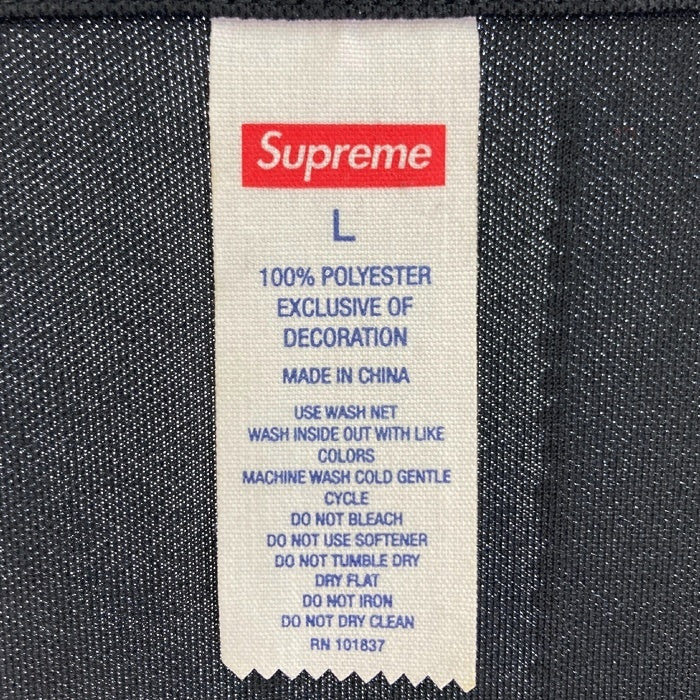 Supreme
L
100% POLYESTER
EXCLUSIVE OF
DECORATION
MADE IN CHINA
USE WASH NET
WASH INSIDE OUT WITH LIKE
COLORS
MACHINE WASH COLD GENTLE
CYCLE
DO NOT BLEACH
DO NOT USE SOFTENER
DO NOT TUMBLE DRY
DRY FLAT
DO NOT IRON
DO NOT DRY CLEAN
RN 101837